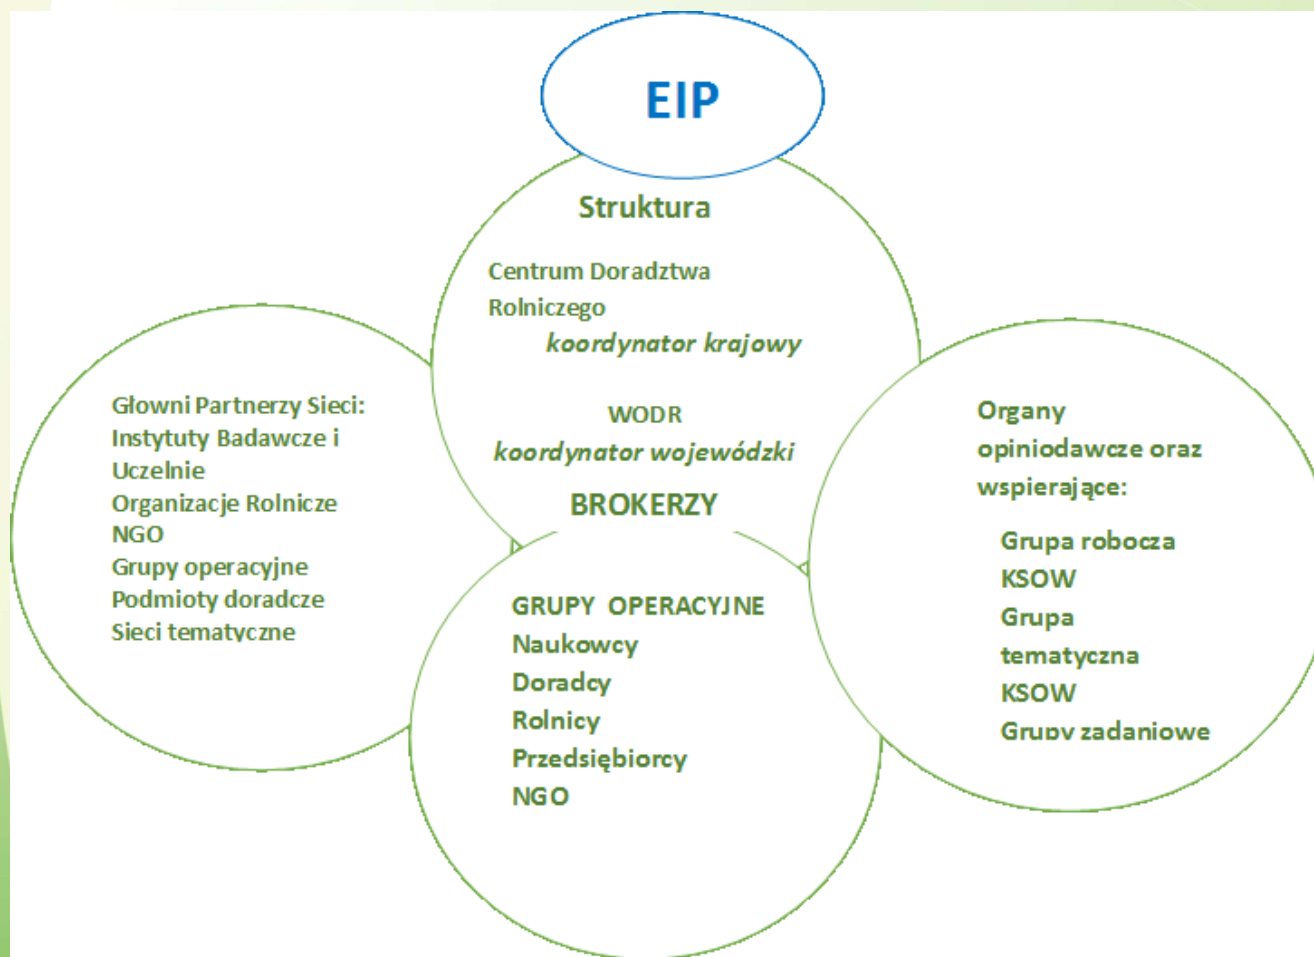 EIP
Struktura
Centrum Doradztwa
Rolniczego
koordynator krajowy
WODR
koordynator wojewódzki
BROKERZY
Głowni Partnerzy Sieci:
Instytuty Badawcze i
Uczelnie
Organizacje Rolnicze
NGO
Grupy operacyjne
Podmioty doradcze
Sieci tematyczne
GRUPY OPERACYJNE
Naukowcy
Doradcy
Rolnicy
Przedsiębiorcy
NGO
Organy
opiniodawcze oraz
wspierające:
Grupa robocza
KSOW
Grupa
tematyczna
KSOW
Grupy zadaniowe